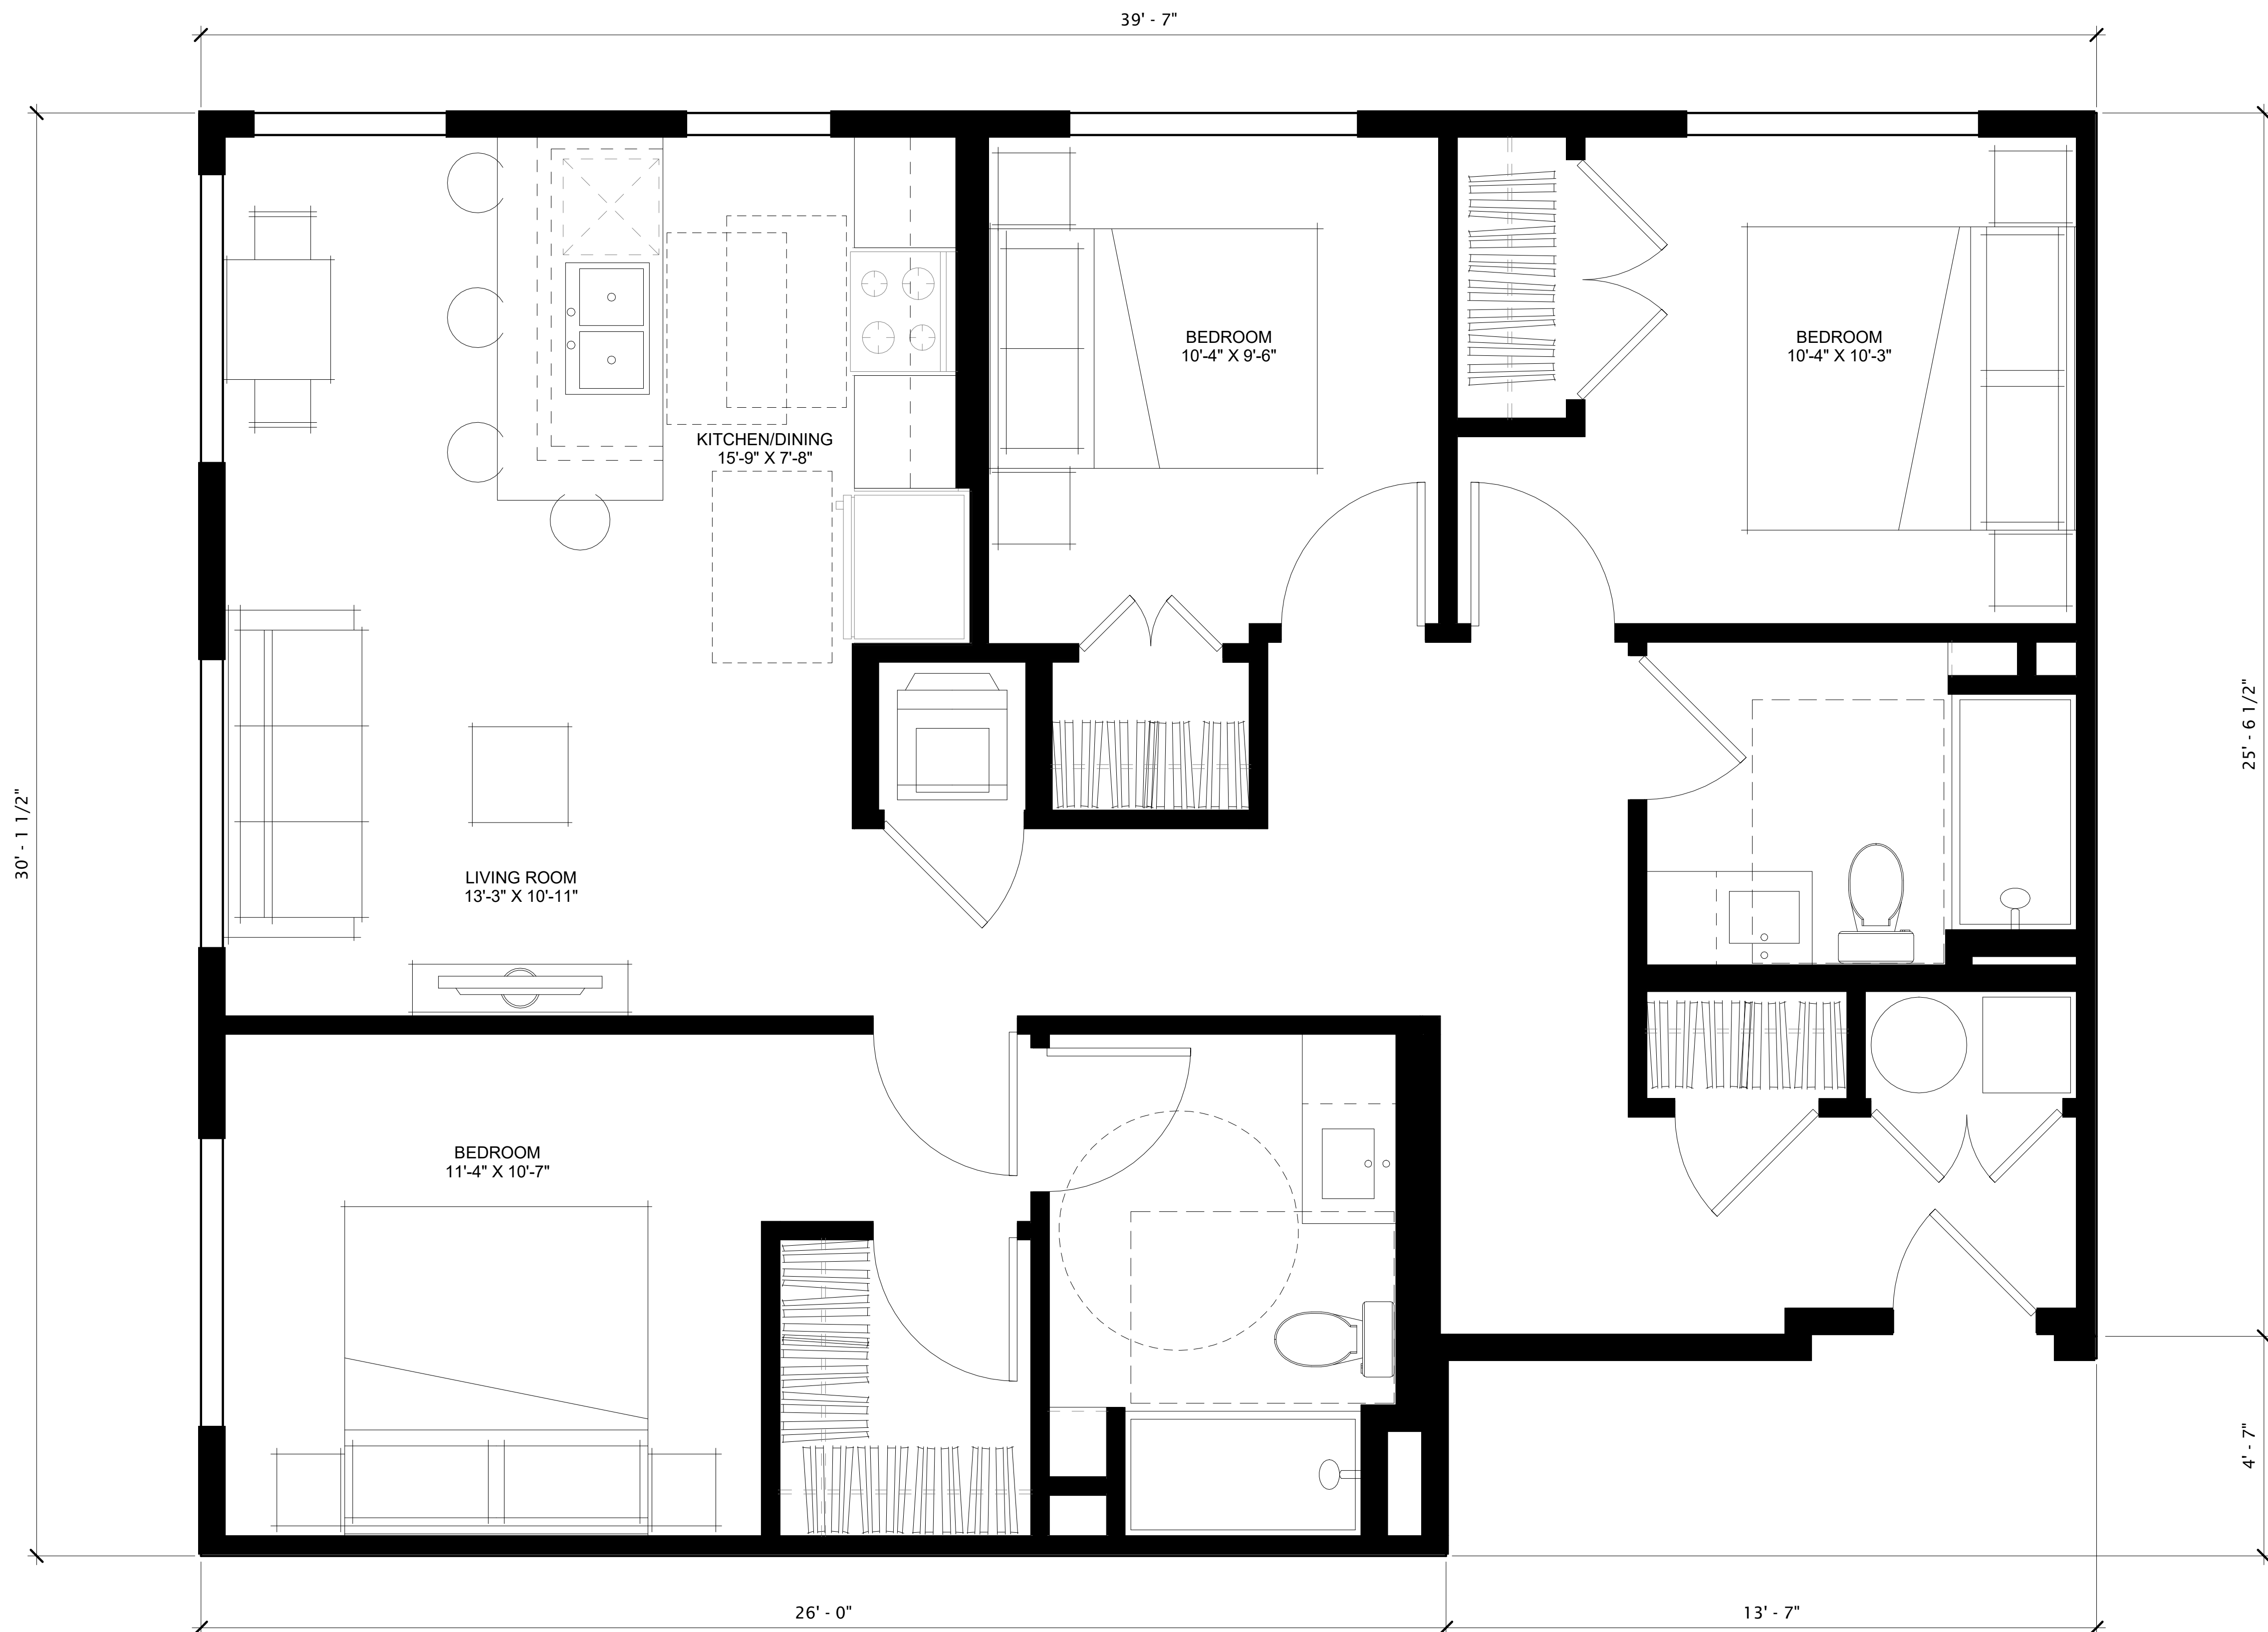 39' - 7"
BEDROOM
10'-4" X 9'-6"
BEDROOM
10'-4" X 10'-3"
KITCHEN/DINING
15'-9" X 7'-8"
25' - 6 1/2"
30' - 1 1/2"
LIVING ROOM
13'-3" X 10'-11"
BEDROOM
11'-4" X 10'-7"
4' - 7"
26' - 0"
13' - 7"